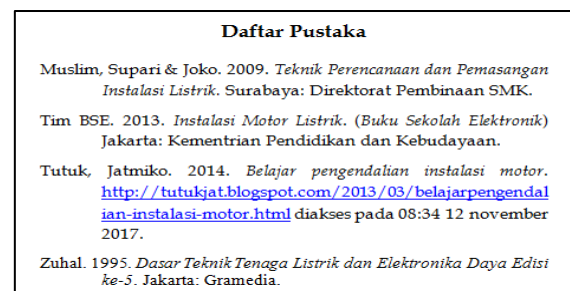 Daftar Pustaka
Muslim, Supari & Joko. 2009. Teknik Perencanaan dan Pemasangan
Instalasi Listrik. Surabaya: Direktorat Pembinaan SMK.
Tim BSE. 2013. Instalasi Motor Listrik. (Buku Sekolah Elektronik)
Jakarta: Kementrian Pendidikan dan Kebudayaan.
Tutuk, Jatmiko. 2014. Belajar pengendalian instalasi motor.
http://tutukjat.blogspot.com/2013/03/belajarpengendal
ian-instalasi-motor.html diakses pada 08:34 12 november
2017.
Zuhal. 1995. Dasar Teknik Tenaga Listrik dan Elektronika Daya Edisi
ke-5. Jakarta: Gramedia.